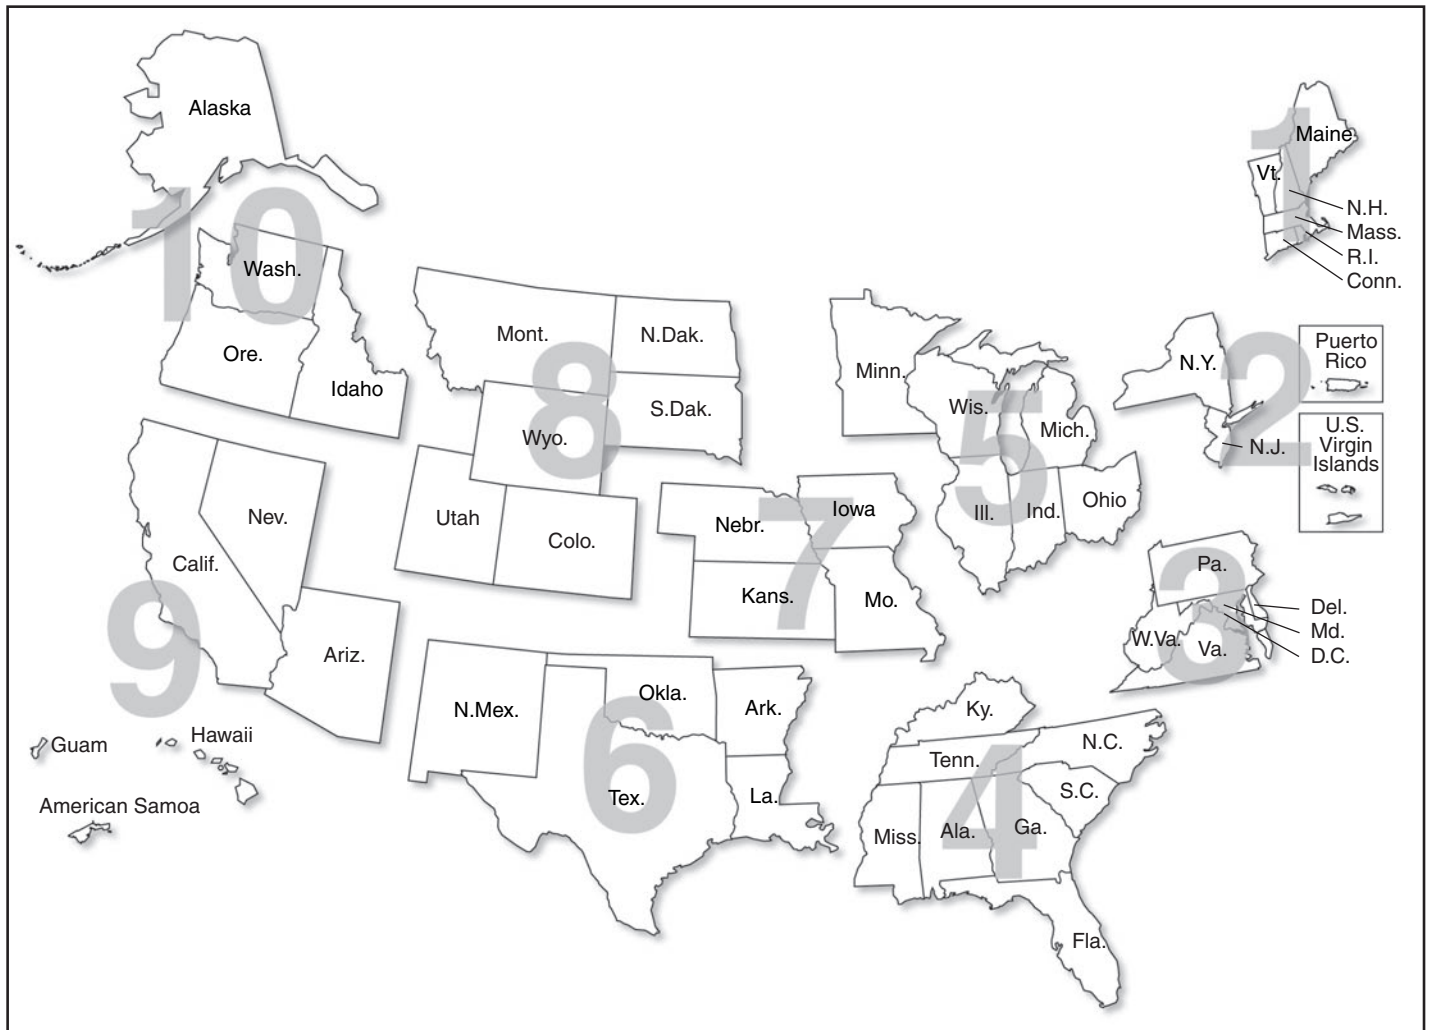 Alaska
10
Wash.
Ore.
Idaho
Mont.
N.Dak.
S.Dak.
8
Wyo.
Utah
Colo.
Minn.
Wis.
Mich.
5
Ill.
Ind.
Ohio
1
Maine
Vt.
N.H.
Mass.
R.I.
Conn.
N.Y.
2
N.J.
Puerto
Rico
U.S.
Virgin
Islands
Nev.
Calif.
9
Ariz.
Guam
Hawaii
American Samoa
Nebr.
Iowa
7
Kans.
Mo.
Pa.
3
W.Va.
Va.
Del.
Md.
D.C.
N.Mex.
Okla.
Ark.
6
Tex.
La.
Ky.
Tenn.
N.C.
S.C.
4
Miss.
Ala.
Ga.
Fla.